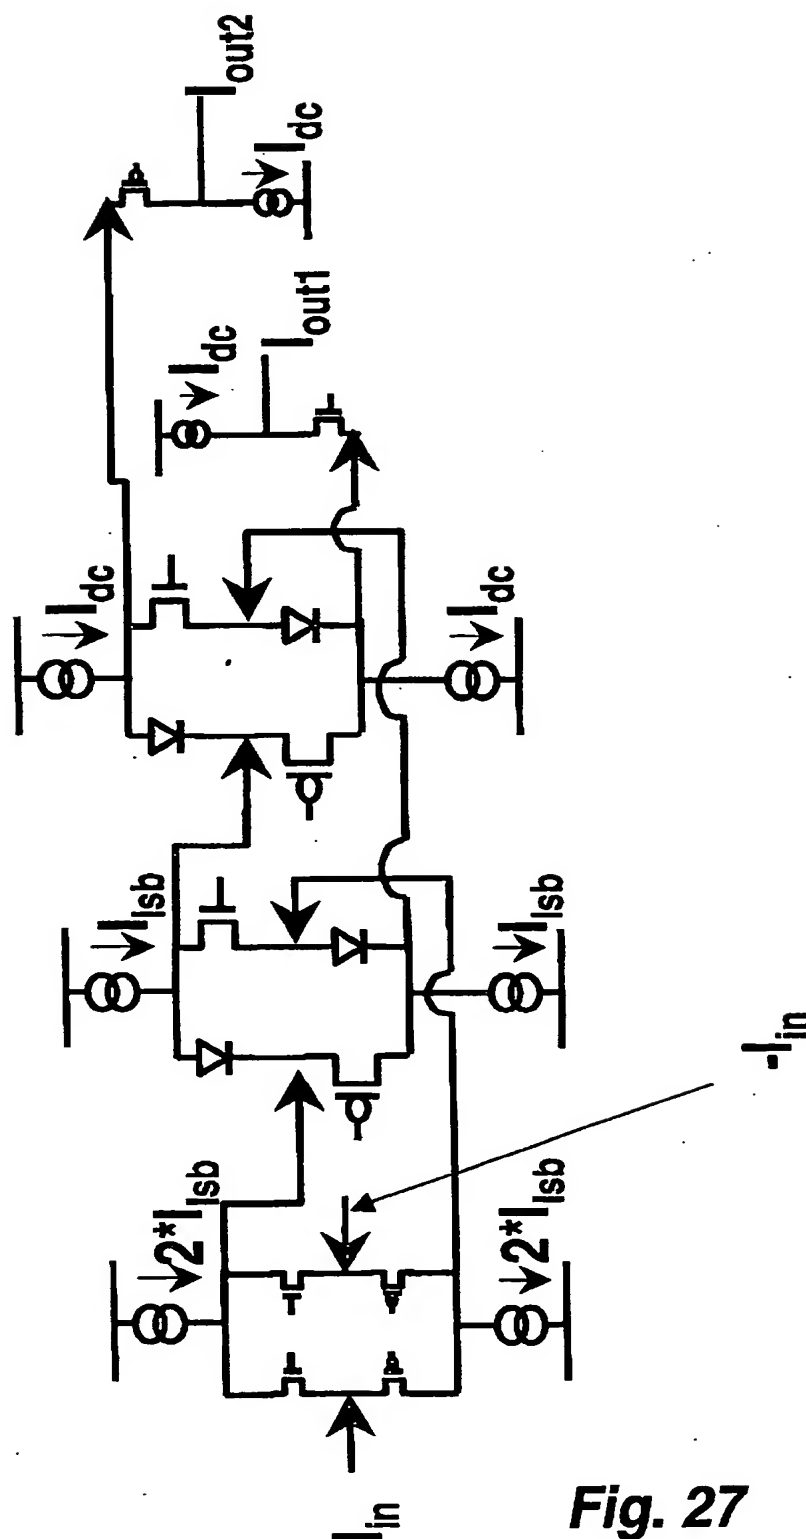 I_in
-I_in
2*I_lsb
2*I_lsb
I_lsb
I_lsb
I_dc
I_dc
I_dc
I_out1
I_dc
I_out2
Fig. 27